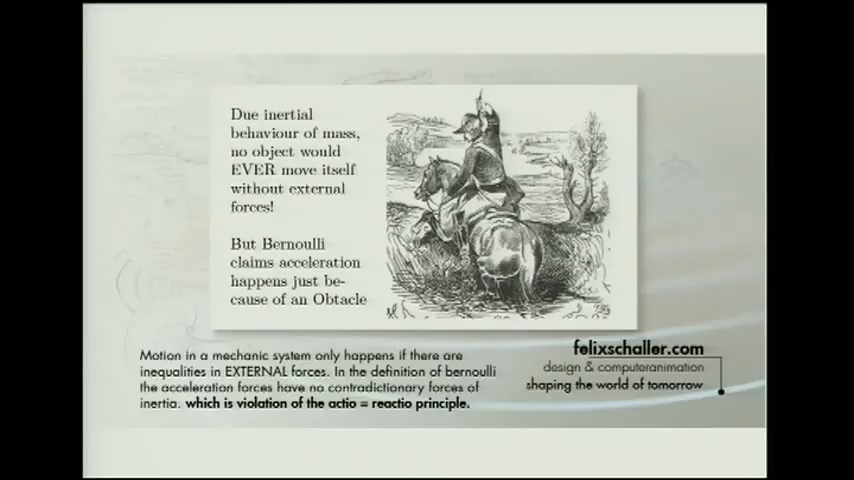 Due inertial
behaviour of mass,
no object would
EVER move itself
without external
forces!
But Bernoulli
claims acceleration
happens just be-
cause of an Obtacle
Motion in a mechanic system only happens if there are
inequalities in EXTERNAL forces. In the definition of bernoulli
the acceleration forces have no contradictionary forces of
inertia. which is violation of the actio = reactio principle.
felixschaller.com
design & computeranimation
shaping the world of tomorrow